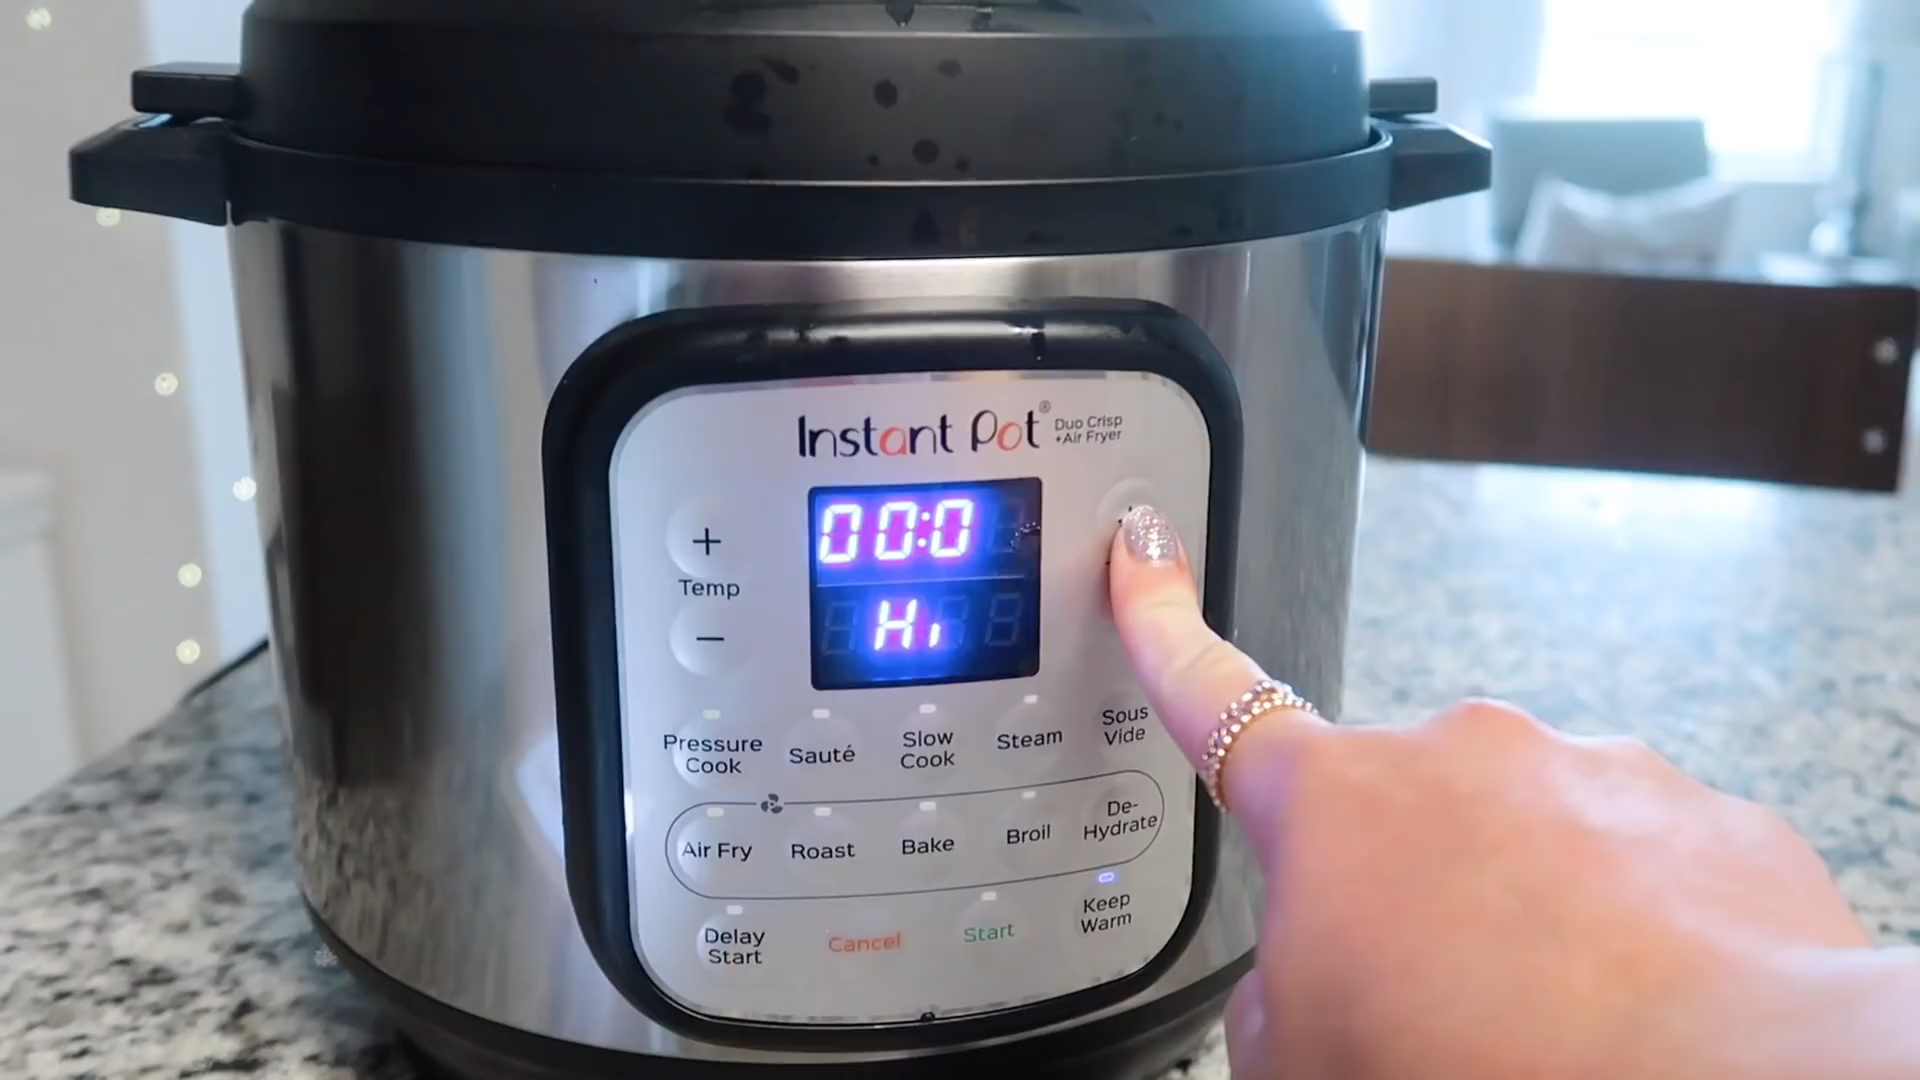 Instant Pot®
Duo Crisp
+Air Fryer
00:0
+
Temp
−
Hi
Pressure
Cook
Sauté
Slow
Cook
Steam
Sous
Vide
Air Fry
Roast
Bake
Broil
De-
Hydrate
Delay
Start
Cancel
Start
Keep
Warm